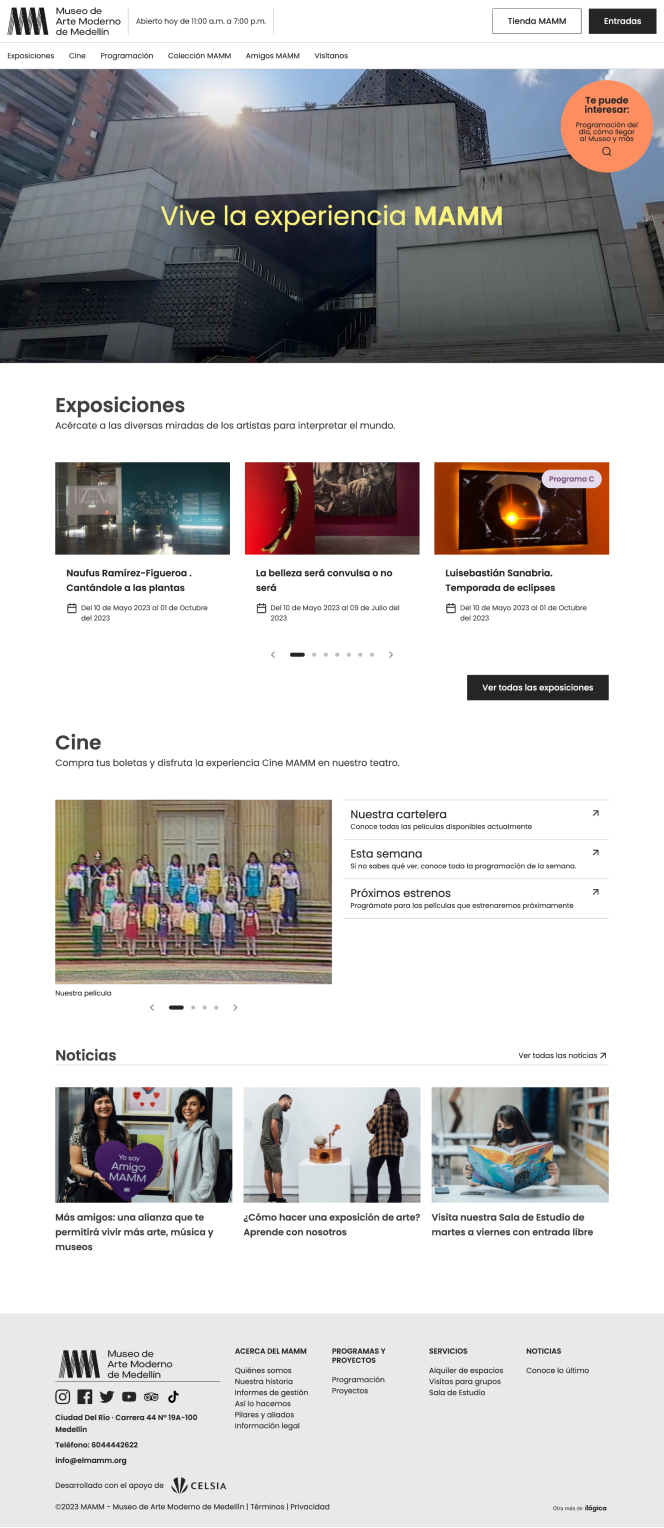 Museo de
Arte Moderno
de Medellín
Abierto hoy de 11:00 a.m. a 7:00 p.m.
Tienda MAMM
Entradas
Exposiciones
Cine
Programación
Colección MAMM
Amigos MAMM
Visítanos
Te puede
interesar:
Programación del
día, cómo llegar
al Museo y más
Vive la experiencia MAMM
Exposiciones
Acércate a las diversas miradas de los artistas para interpretar el mundo.
Programa C
Naufus Ramírez-Figueroa .
Cantándole a las plantas
Del 10 de Mayo 2023 al 01 de Octubre
del 2023
La belleza será convulsa o no
será
Del 10 de Mayo 2023 al 09 de Julio del
2023
Luisebastián Sanabria.
Temporada de eclipses
Del 10 de Mayo 2023 al 01 de Octubre
del 2023
Ver todas las exposiciones
Cine
Compra tus boletas y disfruta la experiencia Cine MAMM en nuestro teatro.
Nuestra película
Nuestra cartelera
Conoce todas las películas disponibles actualmente
Esta semana
Si no sabes qué ver, conoce toda la programación de la semana.
Próximos estrenos
Prográmate para las películas que estrenaremos próximamente
Noticias
Ver todas las noticias
Yo soy
Amigo
MAMM
Más amigos: una alianza que te
permitirá vivir más arte, música y
museos
¿Cómo hacer una exposición de arte?
Aprende con nosotros
Visita nuestra Sala de Estudio de
martes a viernes con entrada libre
Museo de
Arte Moderno
de Medellín
Ciudad Del Río · Carrera 44 N° 19A-100
Medellín
Teléfono: 6044442622
info@elmamm.org
ACERCA DEL MAMM
Quiénes somos
Nuestra historia
Informes de gestión
Así lo hacemos
Pilares y aliados
Información legal
PROGRAMAS Y
PROYECTOS
Programación
Proyectos
SERVICIOS
Alquiler de espacios
Visitas para grupos
Sala de Estudio
NOTICIAS
Conoce lo último
Desarrollado con el apoyo de
CELSIA
©2023 MAMM - Museo de Arte Moderno de Medellín | Términos | Privacidad
Otra más de ilógica